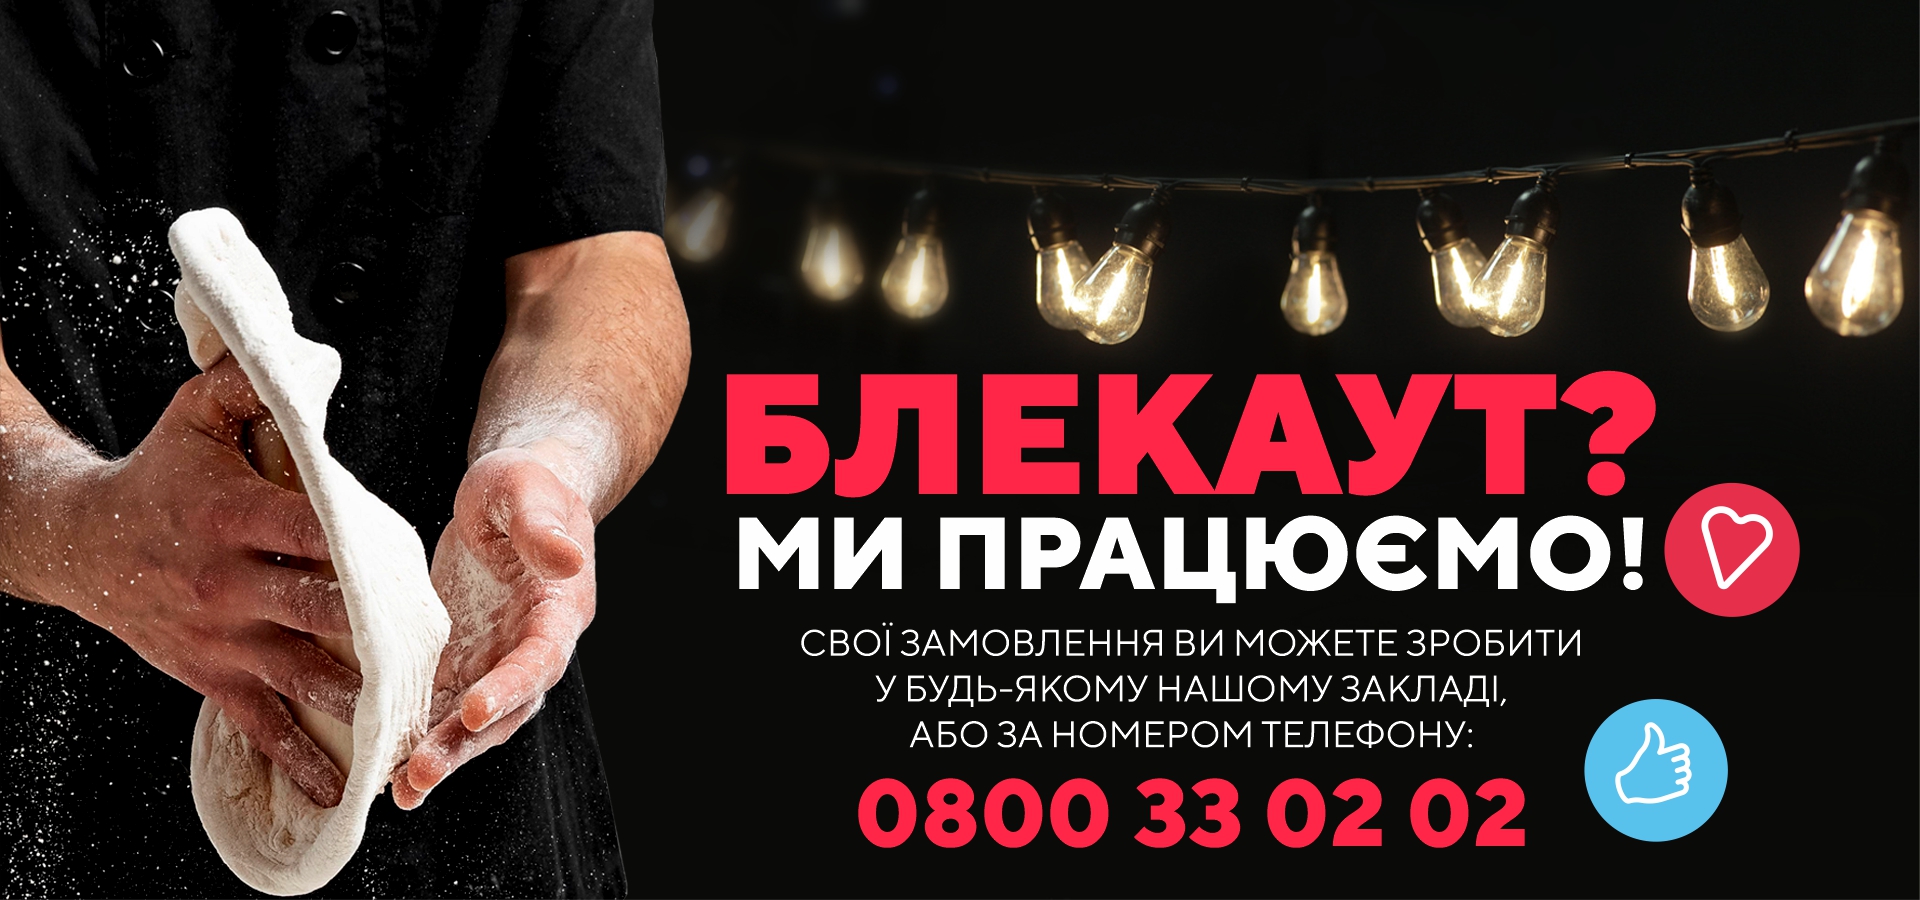 БЛЕКАУТ?
МИ ПРАЦЮЄМО!
СВОЇ ЗАМОВЛЕННЯ ВИ МОЖЕТЕ ЗРОБИТИ
У БУДЬ-ЯКОМУ НАШОМУ ЗАКЛАДІ,
АБО ЗА НОМЕРОМ ТЕЛЕФОНУ:
0800 33 02 02